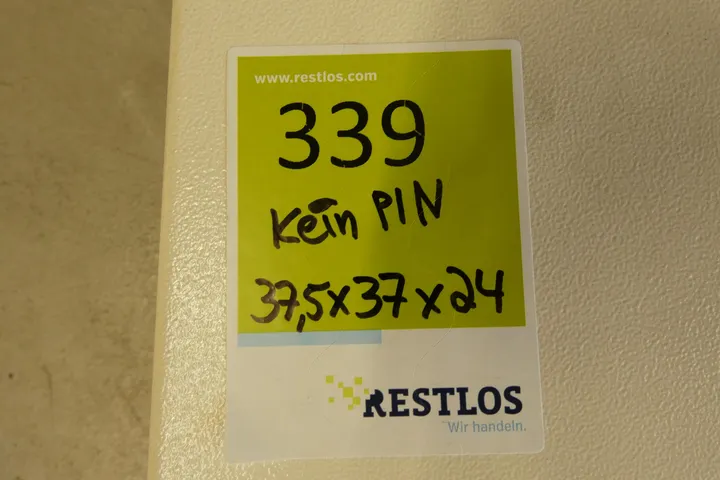 www.restlos.com
339
Kein PIN
37,5x37x24
RESTLOS
Wir handeln.